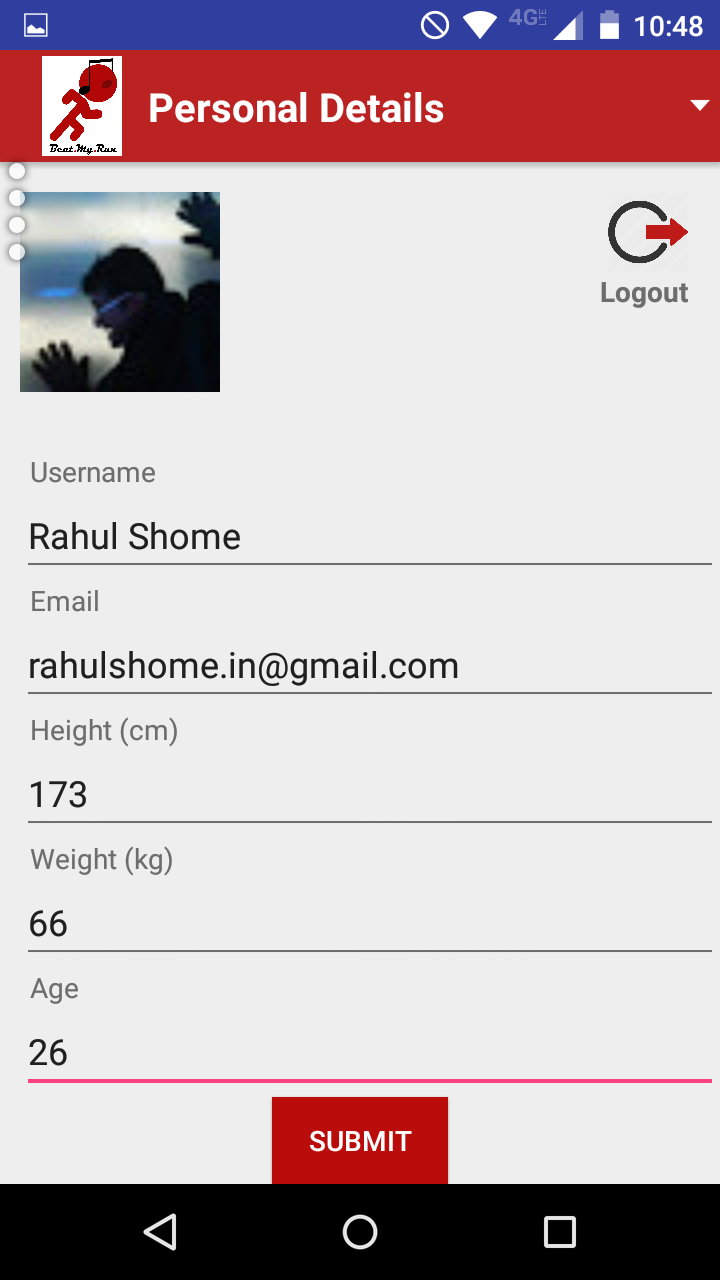 4G LTE 10:48
Beat.My.Run
Personal Details
Logout
Username
Rahul Shome
Email
rahulshome.in@gmail.com
Height (cm)
173
Weight (kg)
66
Age
26
SUBMIT